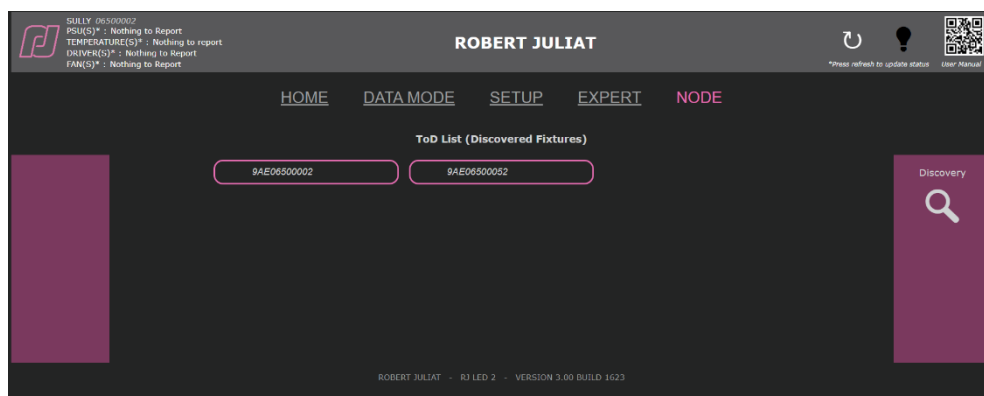 SULLY 06500002
PSU(S)* : Nothing to Report
TEMPERATURE(S)* : Nothing to report
DRIVER(S)* : Nothing to Report
FAN(S)* : Nothing to Report
ROBERT JULIAT
*Press refresh to update status
User Manual
HOME DATA MODE SETUP EXPERT NODE
ToD List (Discovered Fixtures)
9AE06500002 9AE06500052
Discovery
ROBERT JULIAT - RJ LED 2 - VERSION 3.00 BUILD 1623